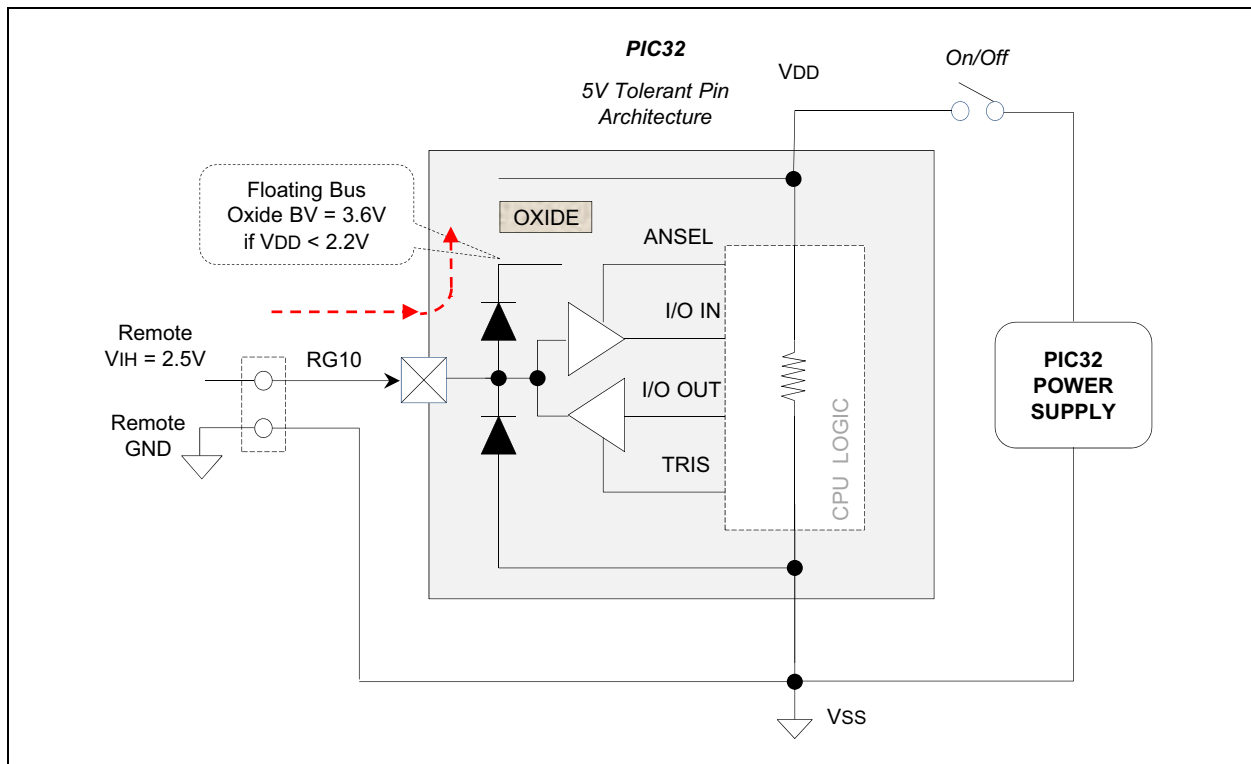 PIC32
5V Tolerant Pin
Architecture
VDD
On/Off
Floating Bus
Oxide BV = 3.6V
if VDD < 2.2V
OXIDE
ANSEL
I/O IN
Remote
VIH = 2.5V
RG10
I/O OUT
Remote
GND
TRIS
CPU LOGIC
PIC32
POWER
SUPPLY
VSS